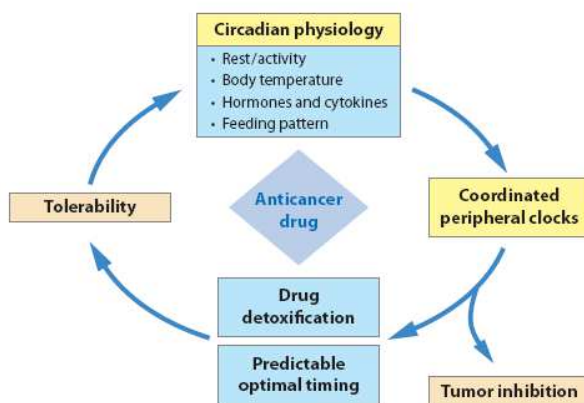 Circadian physiology
• Rest/activity
• Body temperature
• Hormones and cytokines
• Feeding pattern
Tolerability
Anticancer
drug
Coordinated
peripheral clocks
Drug
detoxification
Predictable
optimal timing
Tumor inhibition